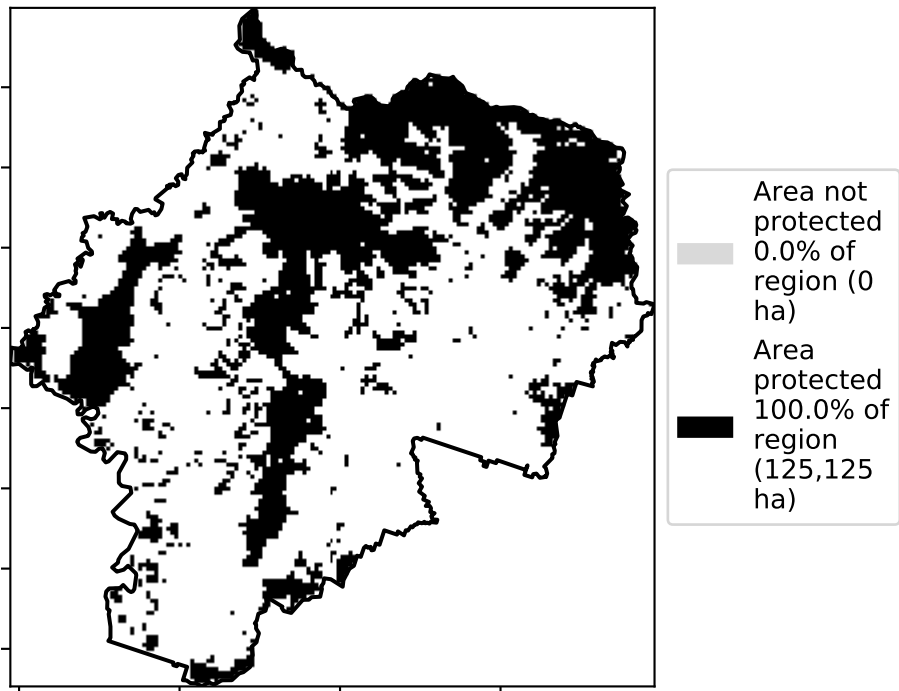 Area not
protected
0.0% of
region (0
ha)
Area
protected
100.0% of
region
(125,125
ha)